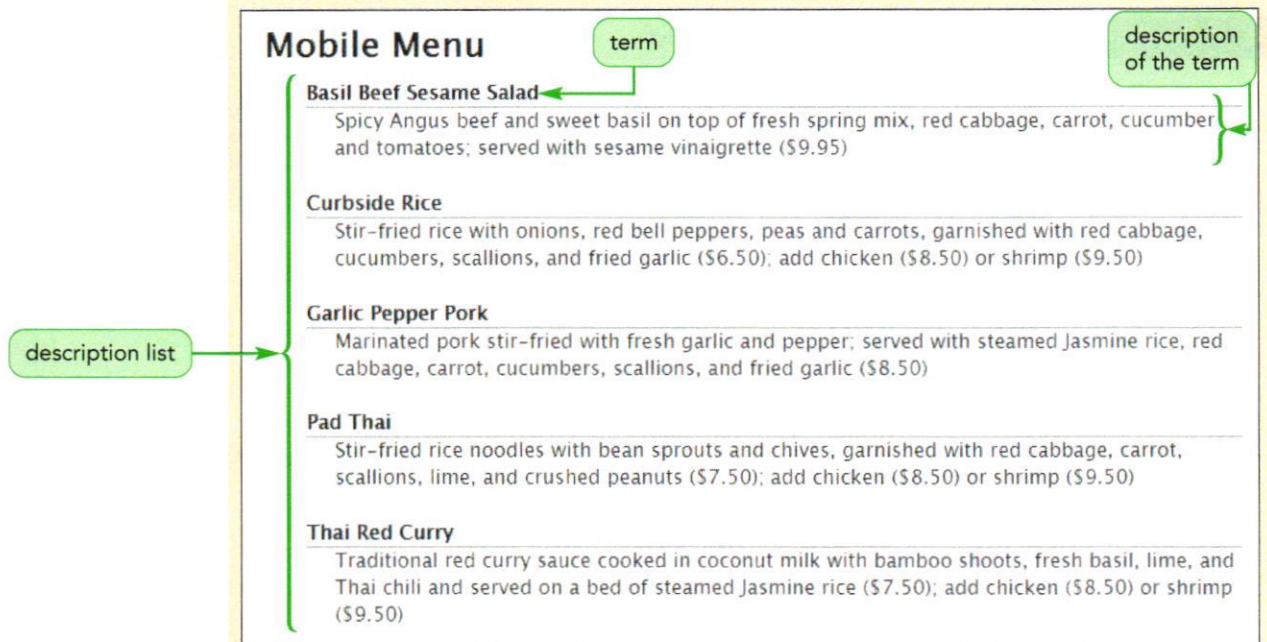 Mobile Menu
term
description
of the term
Basil Beef Sesame Salad
Spicy Angus beef and sweet basil on top of fresh spring mix, red cabbage, carrot, cucumber
and tomatoes; served with sesame vinaigrette ($9.95)
Curbside Rice
Stir-fried rice with onions, red bell peppers, peas and carrots, garnished with red cabbage,
cucumbers, scallions, and fried garlic ($6.50); add chicken ($8.50) or shrimp ($9.50)
Garlic Pepper Pork
Marinated pork stir-fried with fresh garlic and pepper; served with steamed Jasmine rice, red
cabbage, carrot, cucumbers, scallions, and fried garlic ($8.50)
description list
Pad Thai
Stir-fried rice noodles with bean sprouts and chives, garnished with red cabbage, carrot,
scallions, lime, and crushed peanuts ($7.50); add chicken ($8.50) or shrimp ($9.50)
Thai Red Curry
Traditional red curry sauce cooked in coconut milk with bamboo shoots, fresh basil, lime, and
Thai chili and served on a bed of steamed Jasmine rice ($7.50); add chicken ($8.50) or shrimp
($9.50)